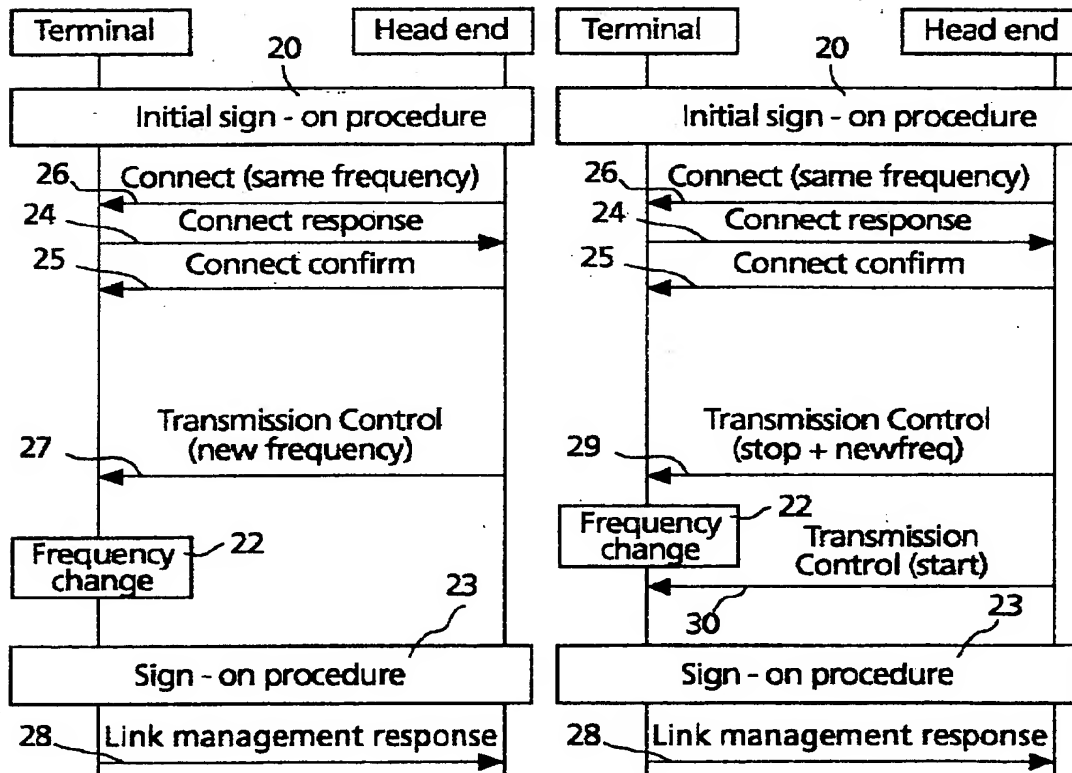 Terminal
Head end
20
Initial sign - on procedure
26
Connect (same frequency)
24
Connect response
25
Connect confirm
Transmission Control
(new frequency)
27
Frequency
change
22
23
Sign - on procedure
28
Link management response
Terminal
Head end
20
Initial sign - on procedure
26
Connect (same frequency)
24
Connect response
25
Connect confirm
Transmission Control
(stop + newfreq)
29
Frequency
change
22
Transmission
Control (start)
30
23
Sign - on procedure
28
Link management response